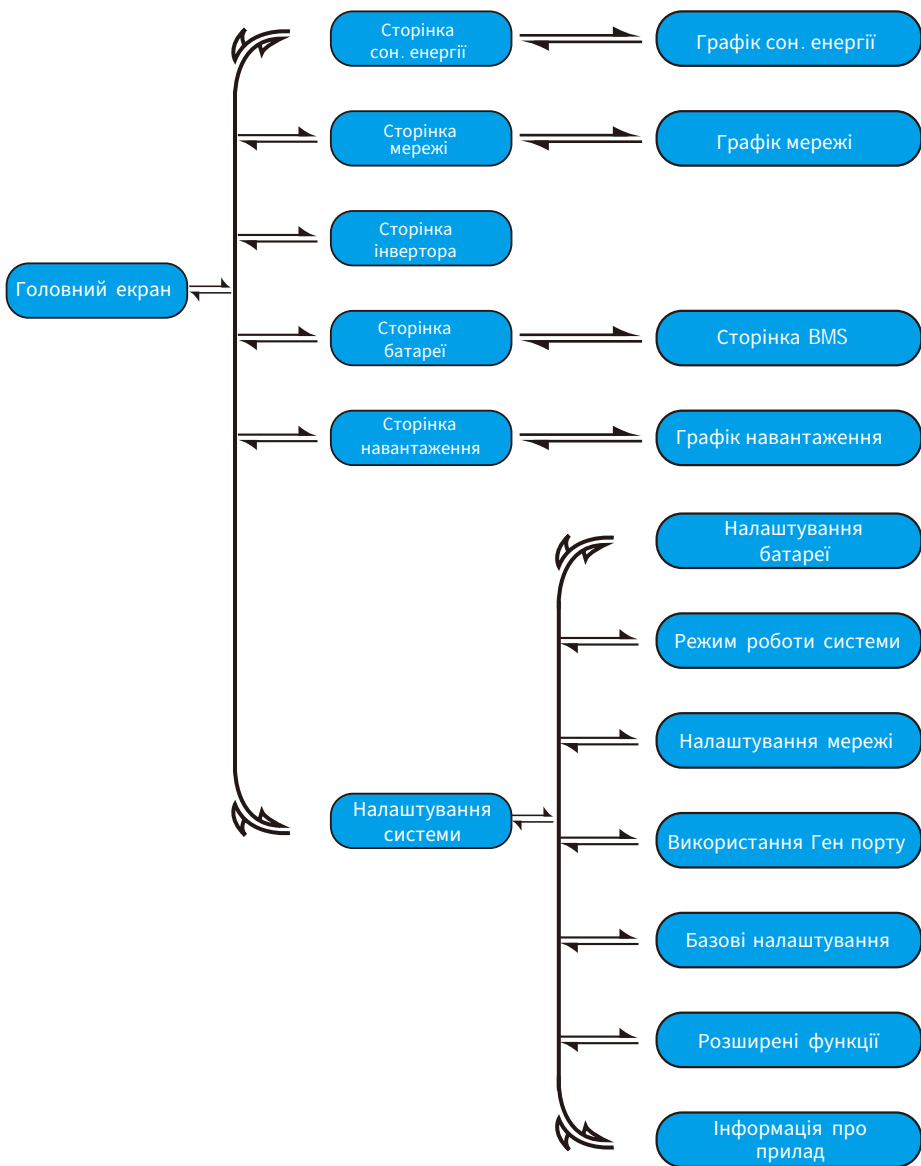 Сторінка
сон. енергії
Графік сон. енергії
Сторінка
мережі
Графік мережі
Сторінка
інвертора
Головний екран
Сторінка
батареї
Сторінка BMS
Сторінка
навантаження
Графік навантаження
Налаштування
батареї
Режим роботи системи
Налаштування мережі
Налаштування
системи
Використання Ген порту
Базові налаштування
Розширені функції
Інформація про
прилад